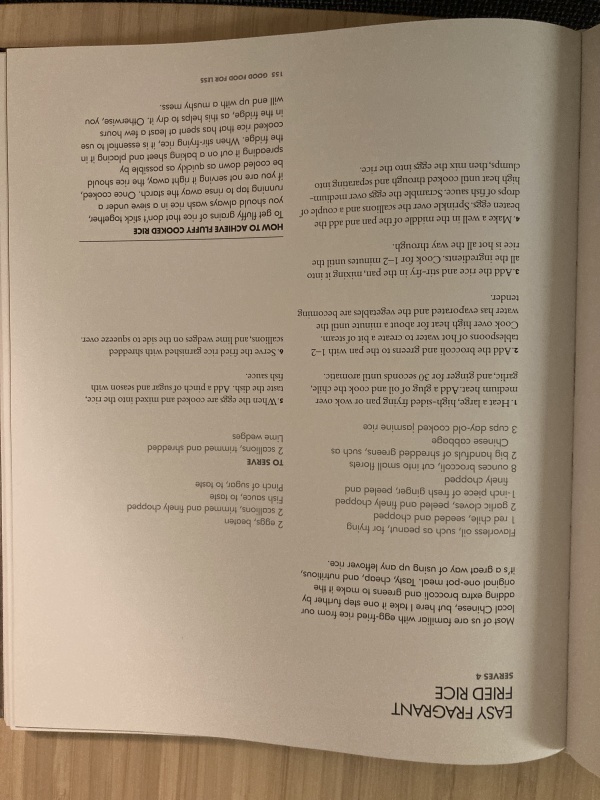 EASY FRAGRANT
FRIED RICE
SERVES 4
Most of us are familiar with egg-fried rice from our
local Chinese, but here I take it one step further by
adding extra broccoli and greens to make it the
original one-pot meal. Tasty, cheap, and nutritious,
it's a great way of using up any leftover rice.
Flavorless oil, such as peanut, for frying
1 red chile, seeded and chopped
2 garlic cloves, peeled and finely chopped
1-inch piece of fresh ginger, peeled and
finely chopped
8 ounces broccoli, cut into small florets
2 big handfuls of shredded greens, such as
Chinese cabbage
3 cups day-old cooked jasmine rice
2 eggs, beaten
2 scallions, trimmed and finely chopped
Fish sauce, to taste
Pinch of sugar, to taste
TO SERVE
2 scallions, trimmed and shredded
Lime wedges
1. Heat a large, high-sided frying pan or wok over
medium heat. Add a glug of oil and cook the chile,
garlic, and ginger for 30 seconds until aromatic.
2. Add the broccoli and greens to the pan with 1–2
tablespoons of hot water to create a bit of steam.
Cook over high heat for about a minute until the
water has evaporated and the vegetables are becoming
tender.
3. Add the rice and stir-fry in the pan, mixing it into
all the ingredients. Cook for 1–2 minutes until the
rice is hot all the way through.
4. Make a well in the middle of the pan and add the
beaten eggs. Sprinkle over the scallions and a couple of
drops of fish sauce. Scramble the eggs over medium-
high heat until cooked through and separating into
clumps, then mix the eggs into the rice.
5. When the eggs are cooked and mixed into the rice,
taste the dish. Add a pinch of sugar and season with
fish sauce.
6. Serve the fried rice garnished with shredded
scallions, and lime wedges on the side to squeeze over.
HOW TO ACHIEVE FLUFFY COOKED RICE
To get fluffy grains of rice that don't stick together,
you should always wash rice in a sieve under a
running tap to rinse away the starch. Once cooked,
if you are not serving it right away, the rice should
be cooled down as quickly as possible by
spreading it out on a baking sheet and placing it in
the fridge. When stir-frying rice, it is essential to use
cooked rice that has spent at least a few hours
in the fridge, as this helps to dry it. Otherwise, you
will end up with a mushy mess.
155 GOOD FOOD FOR LESS